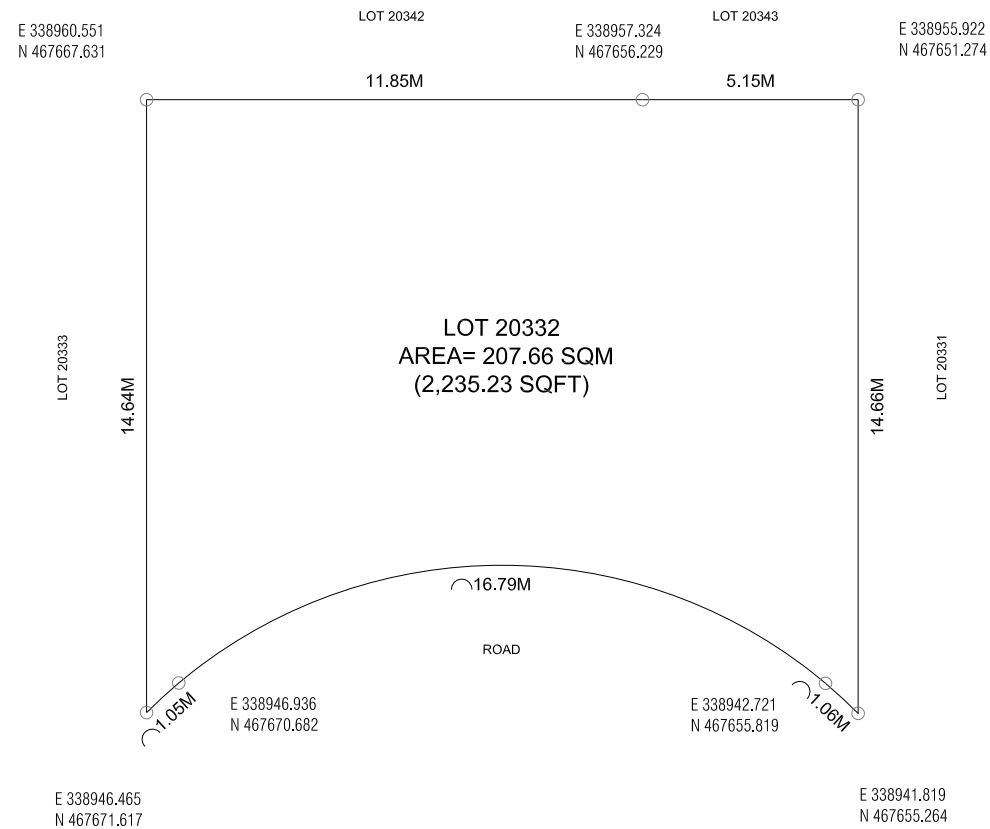 LOT 20342
LOT 20343
E 338960.551
N 467667.631
E 338957.324
N 467656.229
E 338955.922
N 467651.274
11.85M
5.15M
LOT 20333
14.64M
LOT 20332
AREA= 207.66 SQM
(2,235.23 SQFT)
14.66M
LOT 20331
16.79M
ROAD
1.05M
E 338946.936
N 467670.682
E 338942.721
N 467655.819
1.06M
E 338946.465
N 467671.617
E 338941.819
N 467655.264